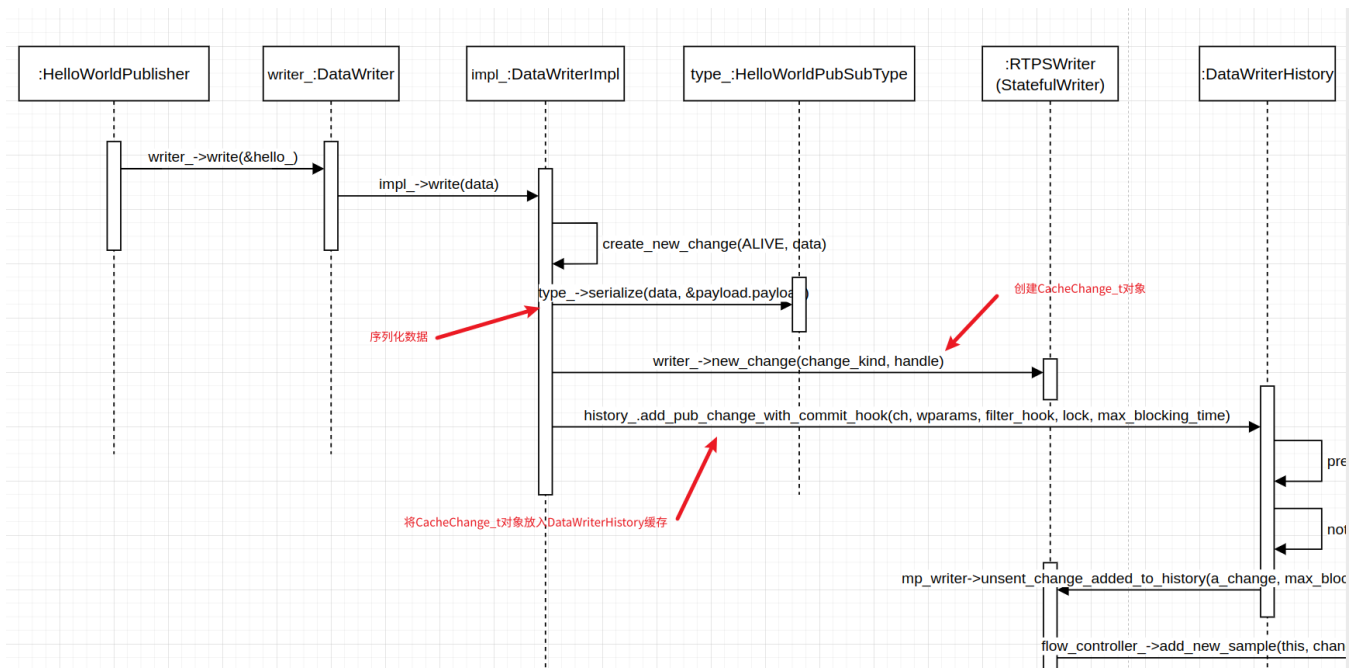 :HelloWorldPublisher
writer_:DataWriter
impl_:DataWriterImpl
type_:HelloWorldPubSubType
:RTPSWriter
(StatefulWriter)
:DataWriterHistory
writer_->write(&hello_)
impl_->write(data)
create_new_change(ALIVE, data)
type_->serialize(data, &payload.payload)
创建CacheChange_t对象
序列化数据
writer_->new_change(change_kind, handle)
history_.add_pub_change_with_commit_hook(ch, wparams, filter_hook, lock, max_blocking_time)
pre
将CacheChange_t对象放入DataWriterHistory缓存
not
mp_writer->unsent_change_added_to_history(a_change, max_bloc
flow_controller_->add_new_sample(this, chan